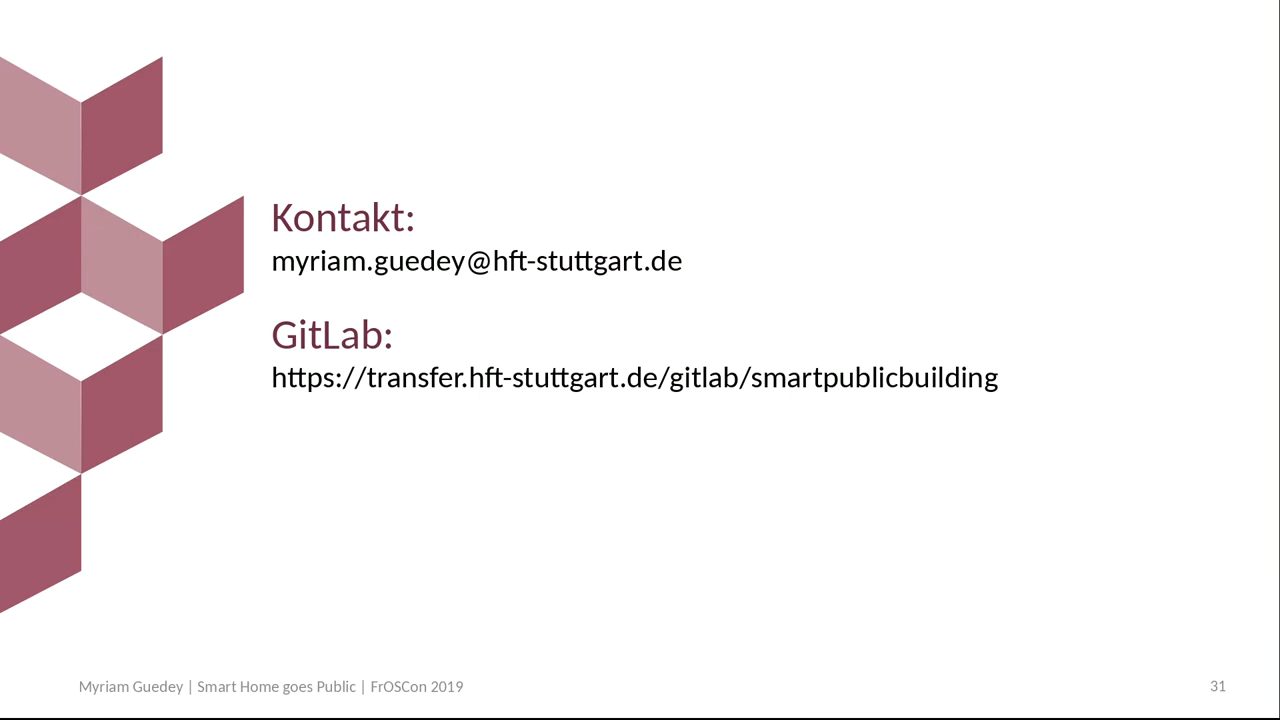 Kontakt:
myriam.guedey@hft-stuttgart.de
GitLab:
https://transfer.hft-stuttgart.de/gitlab/smartpublicbuilding
Myriam Guedey | Smart Home goes Public | FrOSCon 2019
31